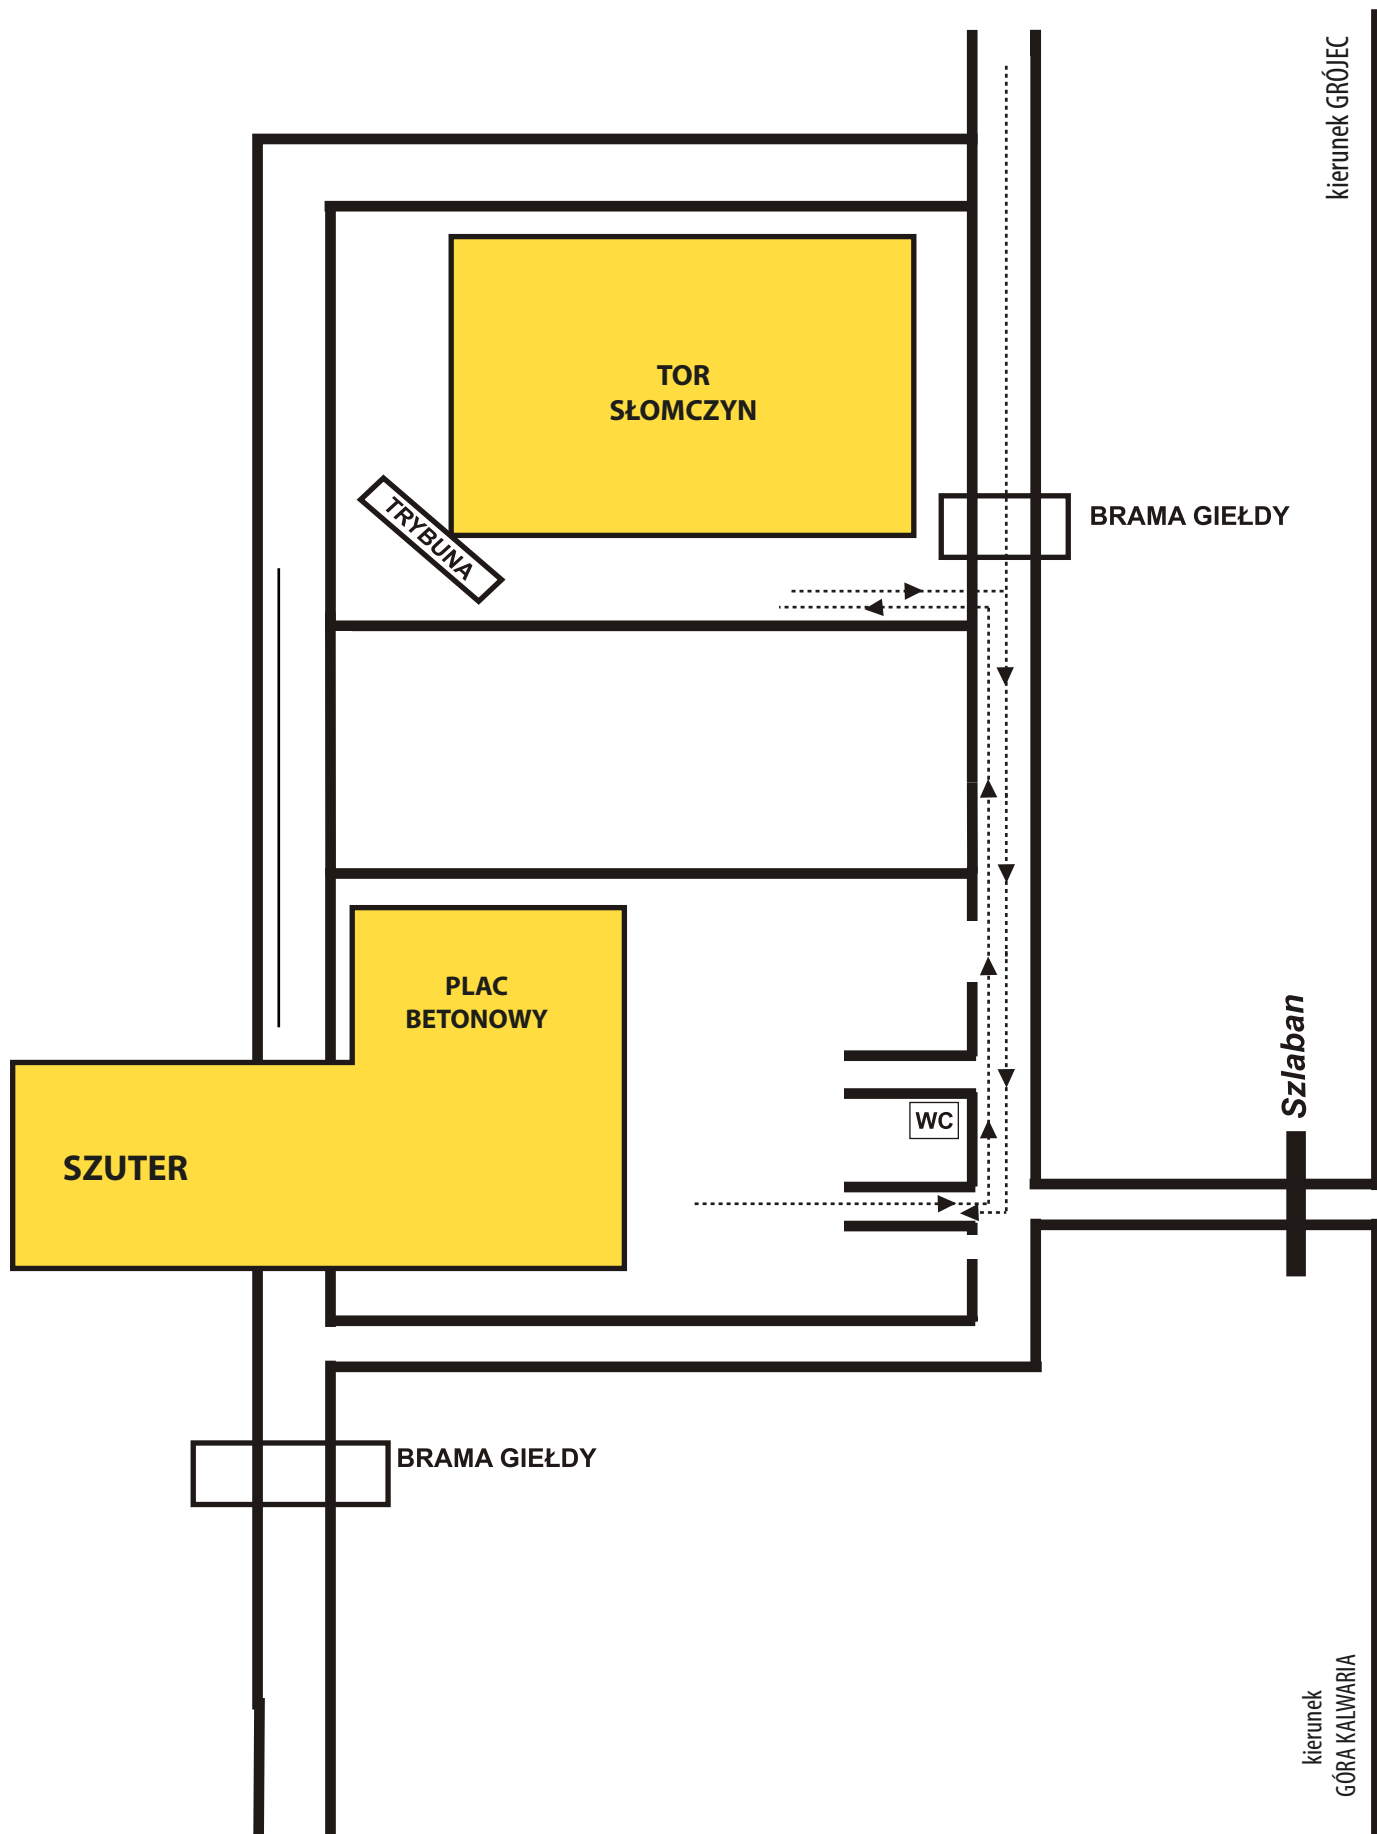 kierunek GRÓJEC
TOR
SŁOMCZYN
TRYBUNA
BRAMA GIEŁDY
PLAC
BETONOWY
Szlaban
WC
SZUTER
BRAMA GIEŁDY
kierunek
GÓRA KALWARIA